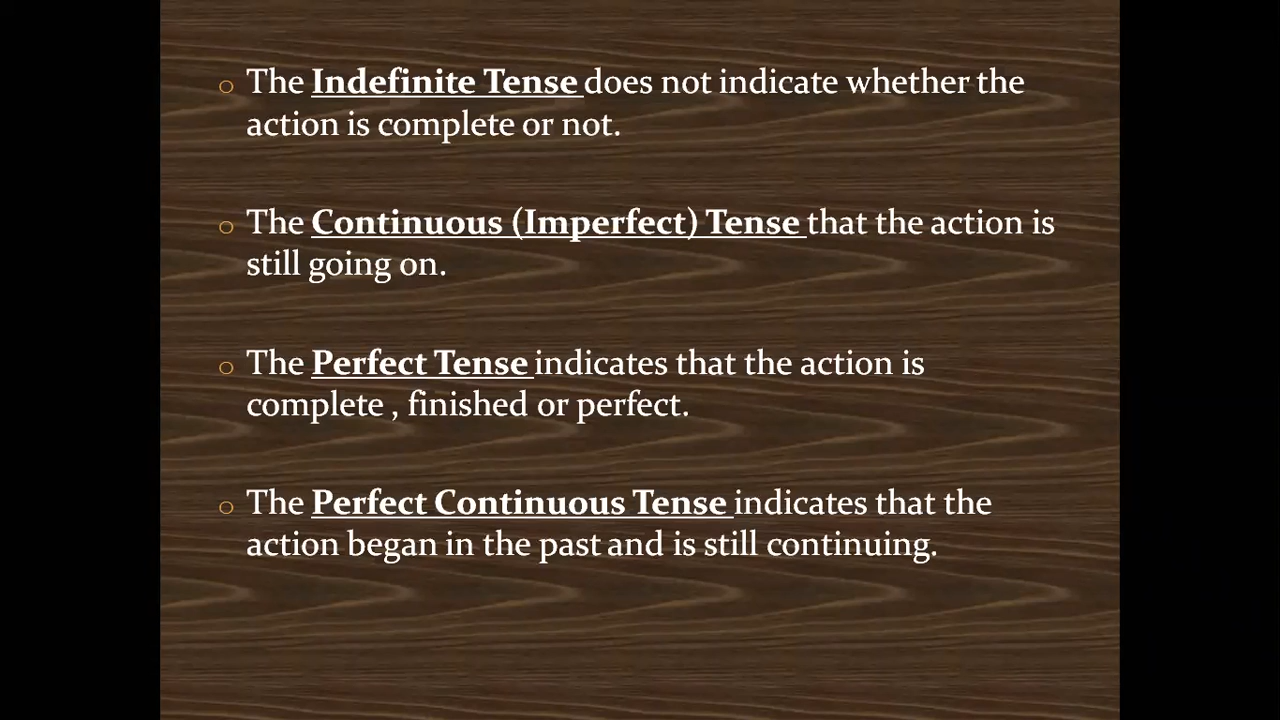 The Indefinite Tense does not indicate whether the
action is complete or not.
The Continuous (Imperfect) Tense that the action is
still going on.
The Perfect Tense indicates that the action is
complete , finished or perfect.
The Perfect Continuous Tense indicates that the
action began in the past and is still continuing.